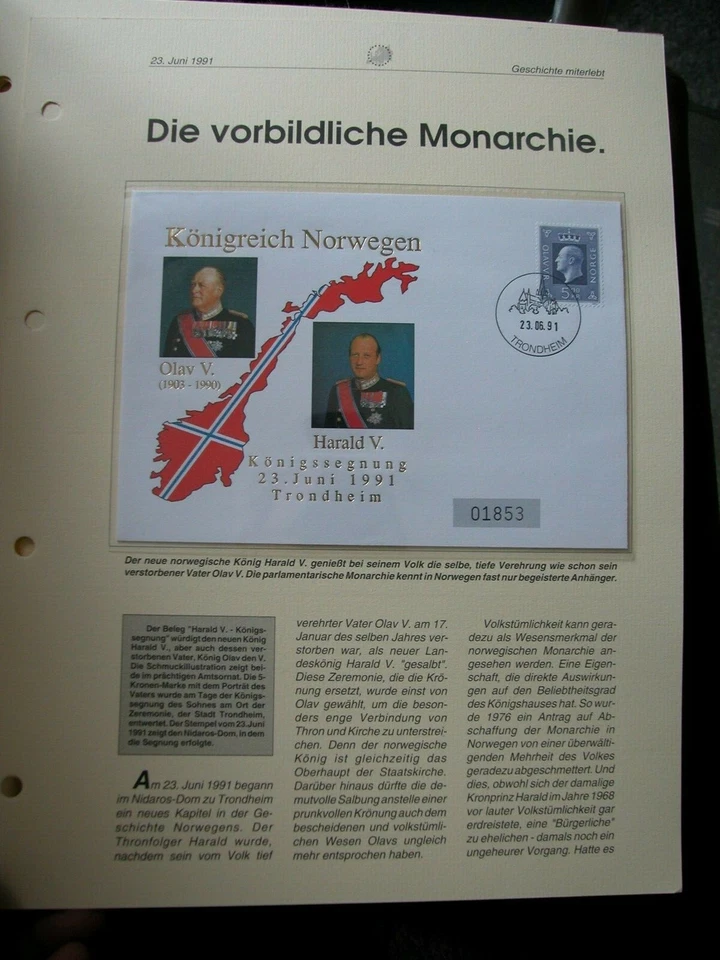 23. Juni 1991
Geschichte miterlebt
Die vorbildliche Monarchie.
Königreich Norwegen
Olav V.
(1903 - 1990)
Harald V.
Königssegnung
23. Juni 1991
Trondheim
OLAV V R
NORGE
23.06.91
TRONDHEIM
01853
Der neue norwegische König Harald V. genießt bei seinem Volk die selbe, tiefe Verehrung wie schon sein
verstorbener Vater Olav V. Die parlamentarische Monarchie kennt in Norwegen fast nur begeisterte Anhänger.
Der Beleg "Harald V. - Königs-
segnung" würdigt den neuen König
Harald V., aber auch dessen ver-
storbenen Vater, König Olav den V.
Die Schmuckillustration zeigt bei-
de im prächtigen Amtsornat. Die 5-
Kronen-Marke mit dem Porträt des
Vaters wurde am Tage der Königs-
segnung des Sohnes am Ort der
Zeremonie, der Stadt Trondheim,
entwertet. Der Stempel vom 23. Juni
1991 zeigt den Nidaros-Dom, in dem
die Segnung erfolgte.
Am 23. Juni 1991 begann
im Nidaros-Dom zu Trondheim
ein neues Kapitel in der Ge-
schichte Norwegens. Der
Thronfolger Harald wurde,
nachdem sein vom Volk tief
verehrter Vater Olav V. am 17.
Januar des selben Jahres ver-
storben war, als neuer Lan-
deskönig Harald V. "gesalbt".
Diese Zeremonie, die die Krö-
nung ersetzt, wurde einst von
Olav gewählt, um die beson-
ders enge Verbindung von
Thron und Kirche zu unterstrei-
chen. Denn der norwegische
König ist gleichzeitig das
Oberhaupt der Staatskirche.
Darüber hinaus dürfte die de-
mutvolle Salbung anstelle einer
prunkvollen Krönung auch dem
bescheidenen und volkstümli-
chen Wesen Olavs ungleich
mehr entsprochen haben.
Volkstümlichkeit kann gera-
dezu als Wesensmerkmal der
norwegischen Monarchie an-
gesehen werden. Eine Eigen-
schaft, die direkte Auswirkun-
gen auf den Beliebtheitsgrad
des Königshauses hat. So wur-
de 1976 ein Antrag auf Ab-
schaffung der Monarchie in
Norwegen von einer überwälti-
genden Mehrheit des Volkes
geradezu abgeschmettert. Und
dies, obwohl sich der damalige
Kronprinz Harald im Jahre 1968
vor lauter Volkstümlichkeit gar
erdreistete, eine "Bürgerliche"
zu ehelichen - damals noch ein
ungeheurer Vorgang. Hatte es